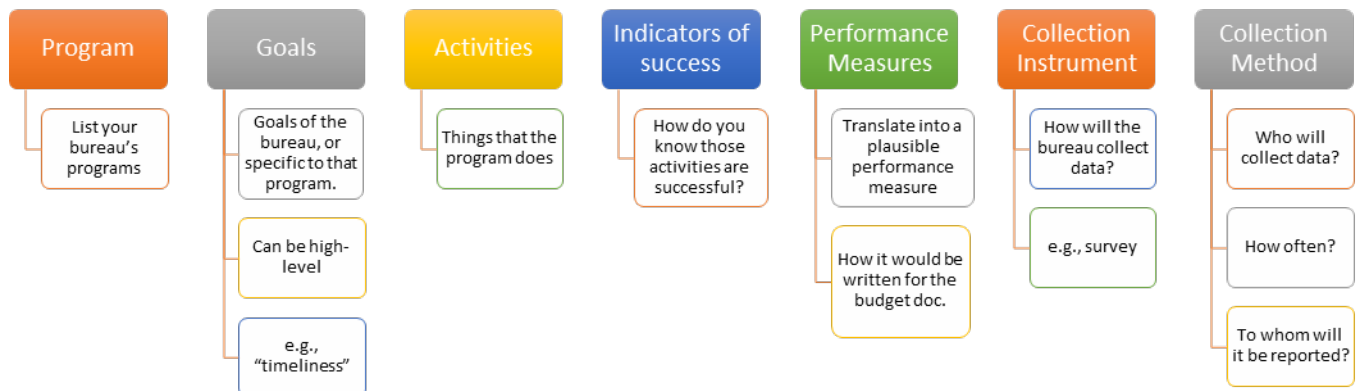 Program
List your
bureau's
programs
Goals
Goals of the
bureau, or
specific to that
program.
Can be high-
level
e.g.,
"timeliness"
Activities
Things that the
program does
Indicators of
success
How do you
know those
activities are
successful?
Performance
Measures
Translate into a
plausible
performance
measure
How it would be
written for the
budget doc.
Collection
Instrument
How will the
bureau collect
data?
e.g., survey
Collection
Method
Who will
collect data?
How often?
To whom will
it be reported?